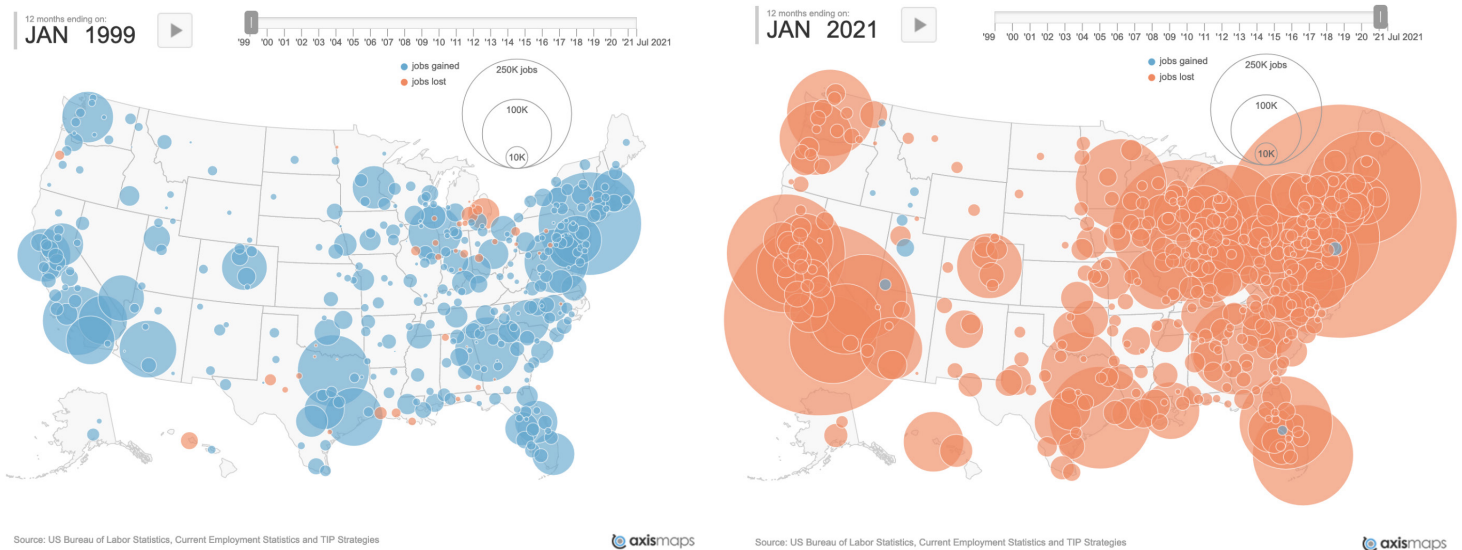 12 months ending on:
JAN 1999
'99 '00 '01 '02 '03 '04 '05 '06 '07 '08 '09 '10 '11 '12 '13 '14 '15 '16 '17 '18 '19 '20 '21 Jul 2021
jobs gained
jobs lost
250K jobs
100K
10K
Source: US Bureau of Labor Statistics, Current Employment Statistics and TIP Strategies
axismaps
12 months ending on:
JAN 2021
'99 '00 '01 '02 '03 '04 '05 '06 '07 '08 '09 '10 '11 '12 '13 '14 '15 '16 '17 '18 '19 '20 '21 Jul 2021
jobs gained
jobs lost
250K jobs
100K
10K
Source: US Bureau of Labor Statistics, Current Employment Statistics and TIP Strategies
axismaps